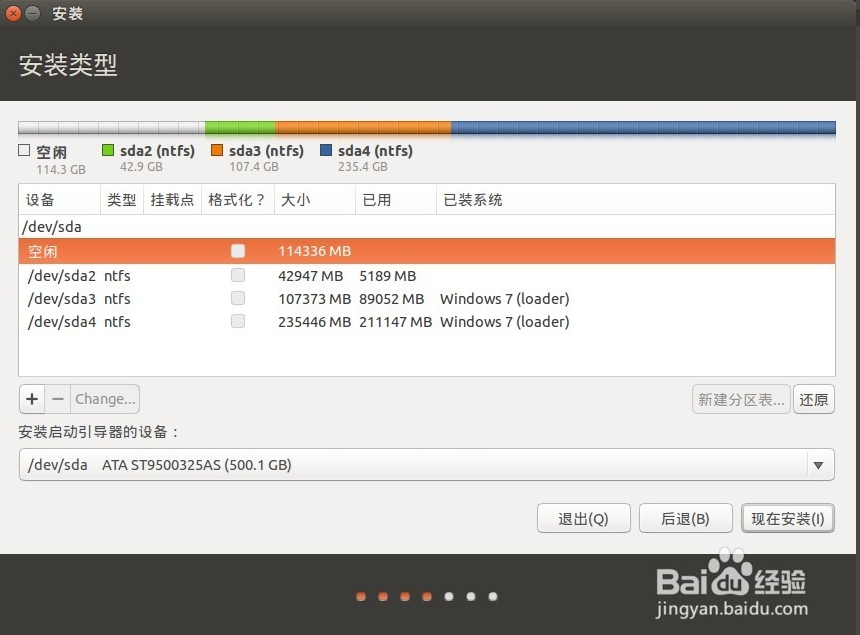 安装
安装类型
空闲 sda2 (ntfs) sda3 (ntfs) sda4 (ntfs)
114.3 GB 42.9 GB 107.4 GB 235.4 GB
设备 类型 挂载点 格式化？ 大小 已用 已装系统
/dev/sda
空闲 114336 MB
/dev/sda2 ntfs 42947 MB 5189 MB
/dev/sda3 ntfs 107373 MB 89052 MB Windows 7 (loader)
/dev/sda4 ntfs 235446 MB 211147 MB Windows 7 (loader)
+ − Change... 新建分区表... 还原
安装启动引导器的设备：
/dev/sda ATA ST9500325AS (500.1 GB)
退出(Q) 后退(B) 现在安装(I)
Bai du 经验
jingyan.baidu.com